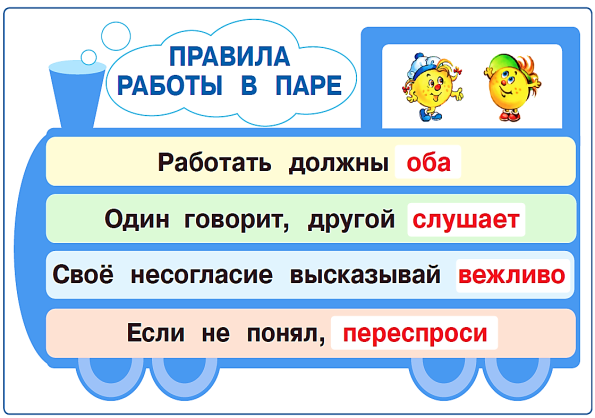 ПРАВИЛА
РАБОТЫ В ПАРЕ
Работать должны оба
Один говорит, другой слушает
Своё несогласие высказывай вежливо
Если не понял, переспроси